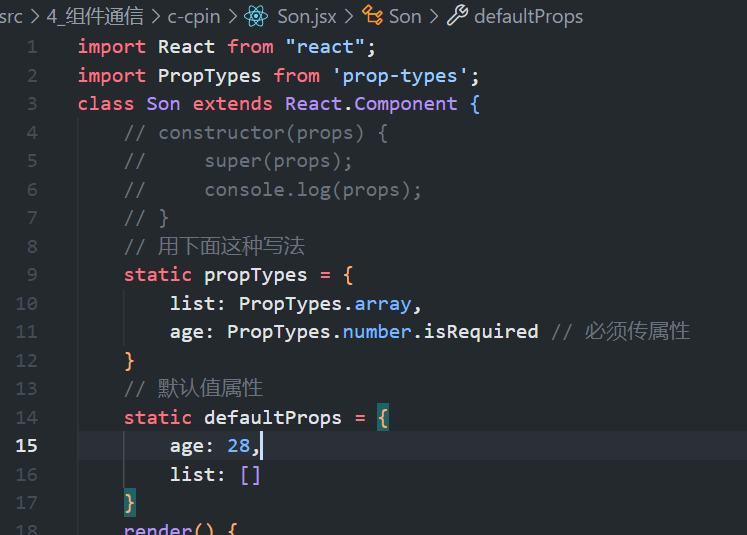 src > 4_组件通信 > c-cpin > Son.jsx > Son > defaultProps
1 import React from "react";
2 import PropTypes from 'prop-types';
3 class Son extends React.Component {
4 // constructor(props) {
5 //     super(props);
6 //     console.log(props);
7 // }
8 // 用下面这种写法
9 static propTypes = {
10 list: PropTypes.array,
11 age: PropTypes.number.isRequired // 必须传属性
12 }
13 // 默认值属性
14 static defaultProps = {
15 age: 28,
16 list: []
17 }
18 render() {